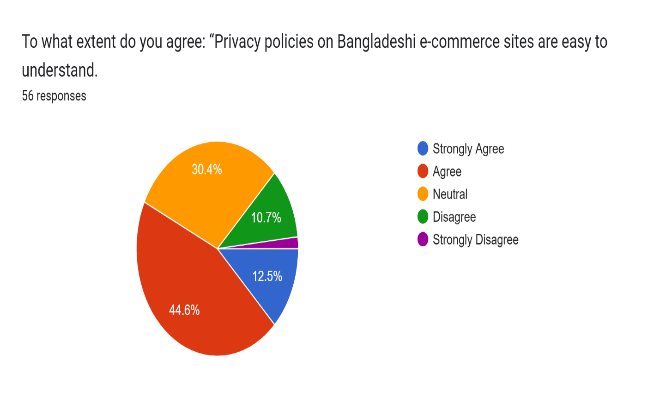 To what extent do you agree: “Privacy policies on Bangladeshi e-commerce sites are easy to
understand.
56 responses
30.4%
10.7%
12.5%
44.6%
Strongly Agree
Agree
Neutral
Disagree
Strongly Disagree